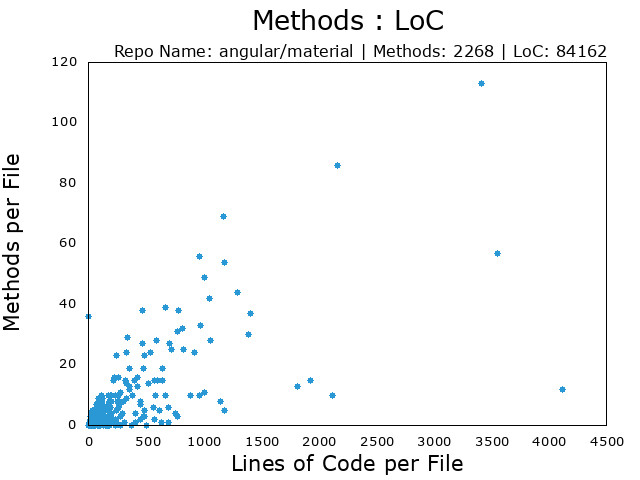 Methods : LoC
Repo Name: angular/material | Methods: 2268 | LoC: 84162
120
100
80
60
40
20
0
Methods per File
0 500 1000 1500 2000 2500 3000 3500 4000 4500
Lines of Code per File